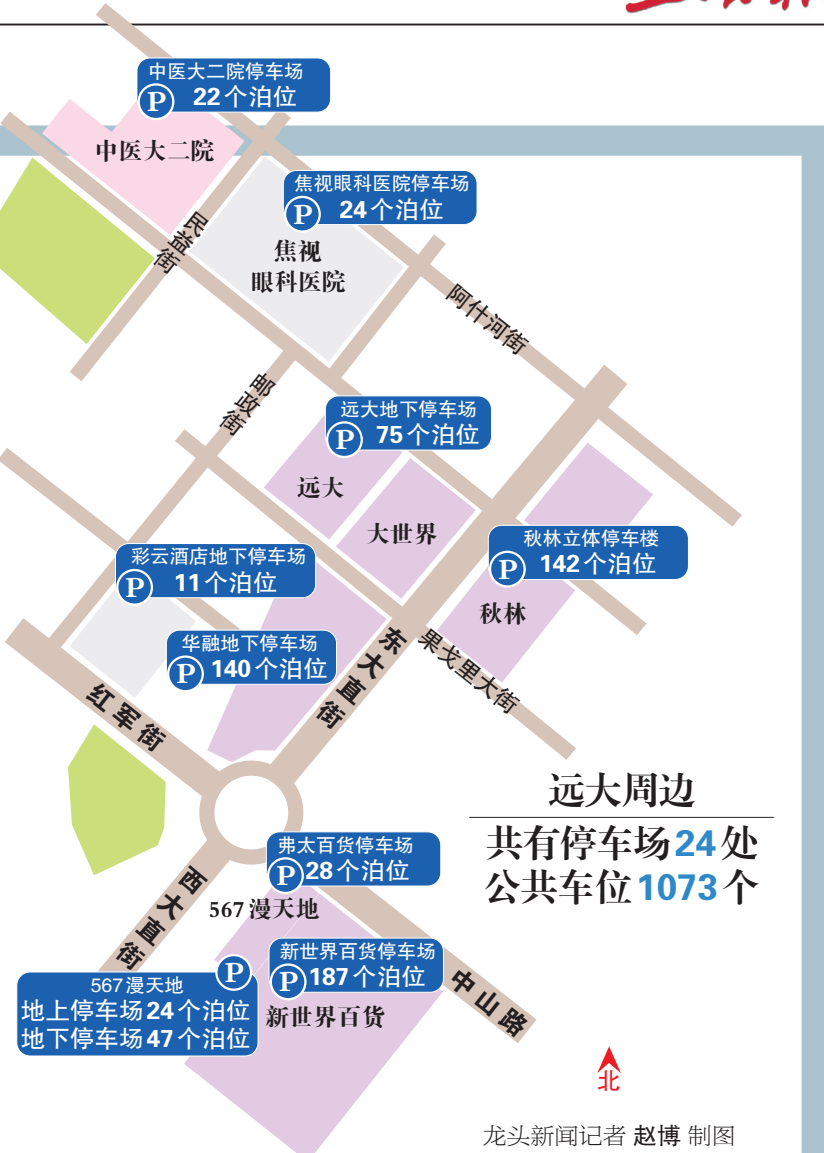 中医大二院停车场
P 22个泊位
中医大二院
焦视眼科医院停车场
P 24个泊位
民益街
焦视
眼科医院
阿什河街
邮政街
远大地下停车场
P 75个泊位
远大
大世界
秋林立体停车楼
P 142个泊位
彩云酒店地下停车场
P 11个泊位
秋林
华融地下停车场
P 140个泊位
东大直街
果戈里大街
红军街
远大周边
共有停车场24处
公共车位1073个
弗太百货停车场
P 28个泊位
西大直街
567漫天地
新世界百货停车场
P 187个泊位
P
567漫天地
地上停车场24个泊位
地下停车场47个泊位
新世界百货
中山路
北
龙头新闻记者 赵博 制图